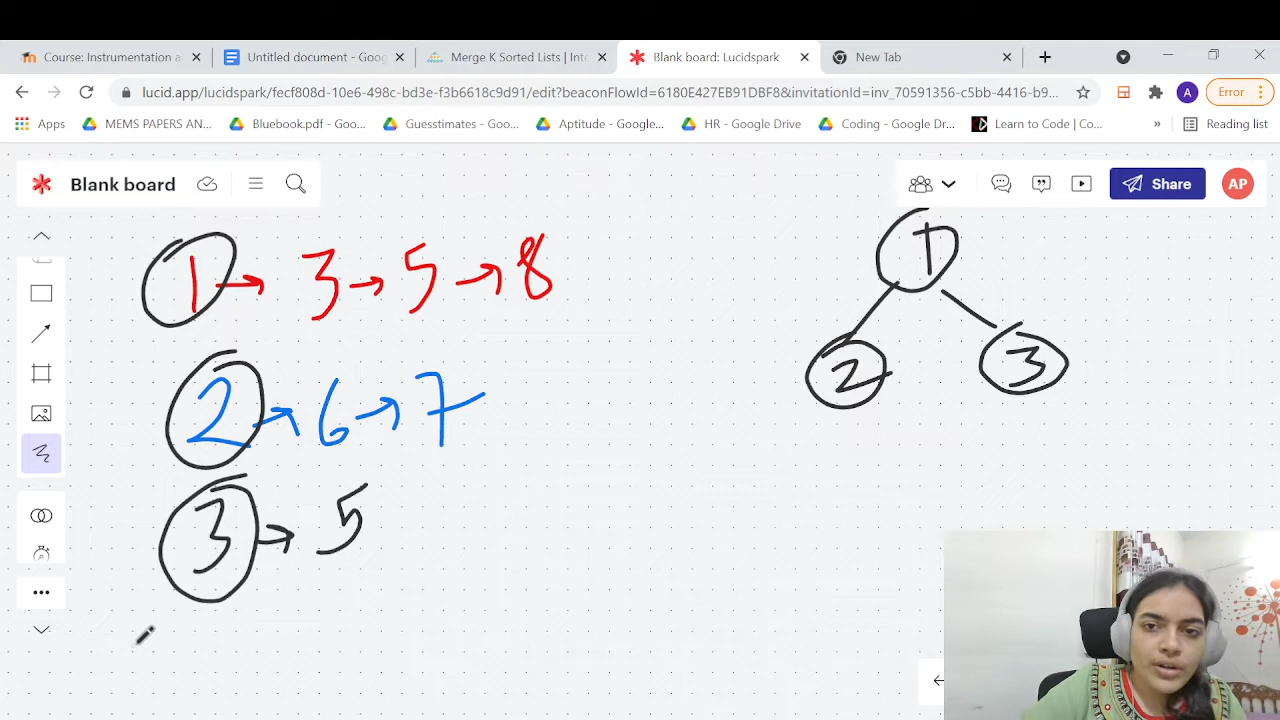 Course: Instrumentation a
Untitled document - Goog
Merge K Sorted Lists | Inte
Blank board: Lucidspark
New Tab
lucid.app/lucidspark/fecf808d-10e6-498c-bd3e-f3b6618c9d91/edit?beaconFlowId=6180E427EB91DBF8&invitationId=inv_70591356-c5bb-4416-b9...
A
Error
Apps
MEMS PAPERS AN...
Bluebook.pdf - Goo...
Guesstimates - Goo...
Aptitude - Google...
HR - Google Drive
Coding - Google Dr...
Learn to Code | Co...
»
Reading list
Blank board
Share
AP
1 → 3 → 5 → 8
1
2 3
2 → 6 → 7
3 → 5